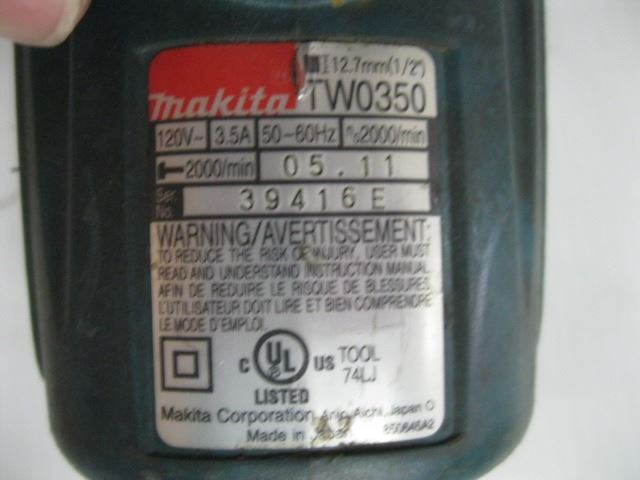 12.7mm(1/2")
makita TW0350
120V~ 3.5A 50~60Hz n₀2000/min
2000/min 05.11
Ser. No. 39416E
WARNING/AVERTISSEMENT:
TO REDUCE THE RISK OF INJURY, USER MUST
READ AND UNDERSTAND INSTRUCTION MANUAL.
AFIN DE REDUIRE LE RISQUE DE BLESSURES,
L'UTILISATEUR DOIT LIRE ET BIEN COMPRENDRE
LE MODE D'EMPLOI.
C UL US TOOL
74LJ
LISTED
Makita Corporation Anjo-Aichi, Japan
Made in Japan 850646A2